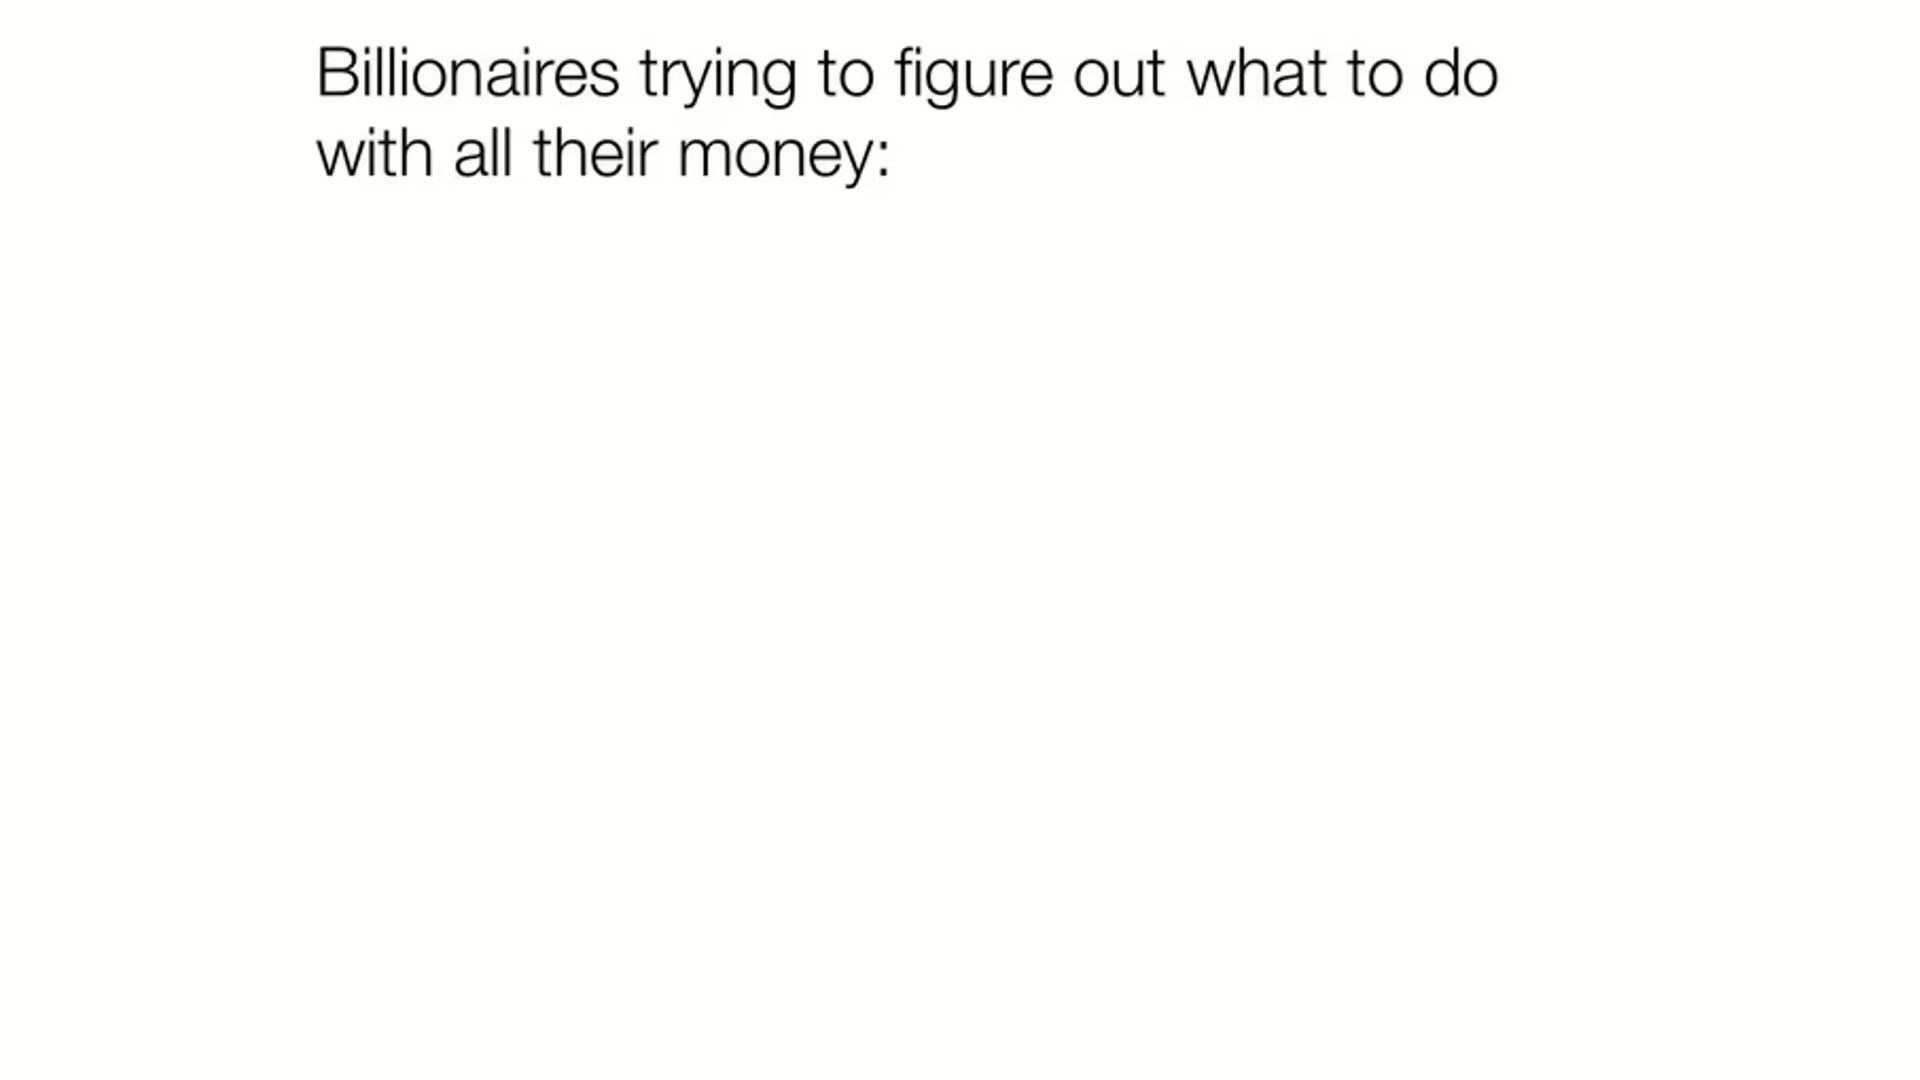 Billionaires trying to figure out what to do
with all their money: